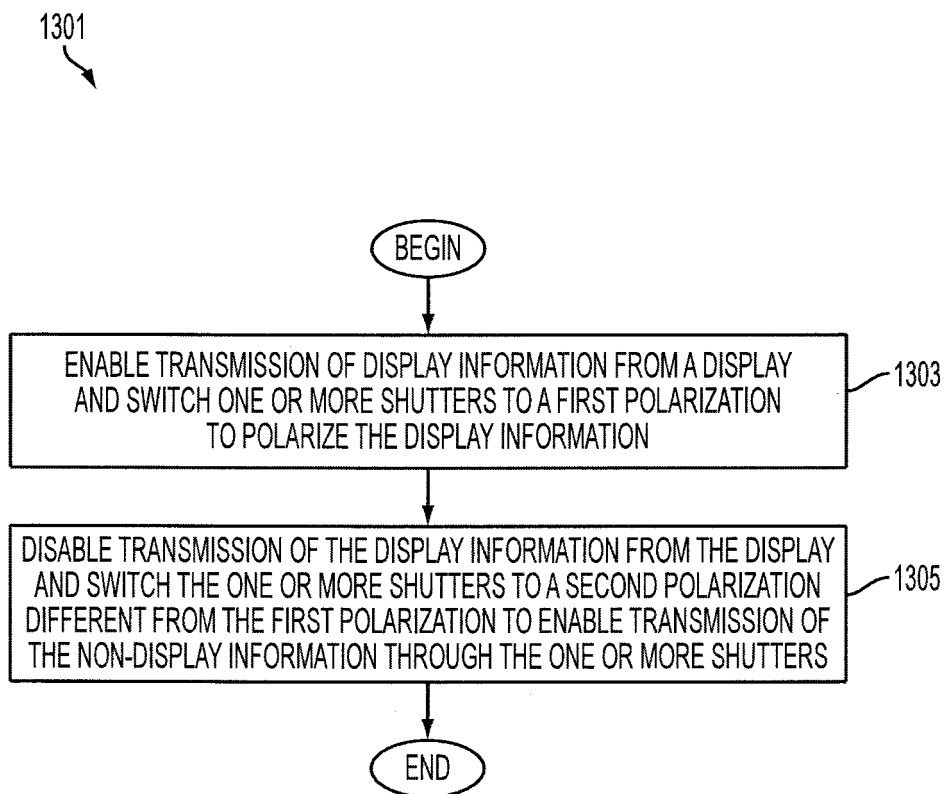 1301
BEGIN
ENABLE TRANSMISSION OF DISPLAY INFORMATION FROM A DISPLAY
AND SWITCH ONE OR MORE SHUTTERS TO A FIRST POLARIZATION
TO POLARIZE THE DISPLAY INFORMATION
1303
DISABLE TRANSMISSION OF THE DISPLAY INFORMATION FROM THE DISPLAY
AND SWITCH THE ONE OR MORE SHUTTERS TO A SECOND POLARIZATION
DIFFERENT FROM THE FIRST POLARIZATION TO ENABLE TRANSMISSION OF
THE NON-DISPLAY INFORMATION THROUGH THE ONE OR MORE SHUTTERS
1305
END